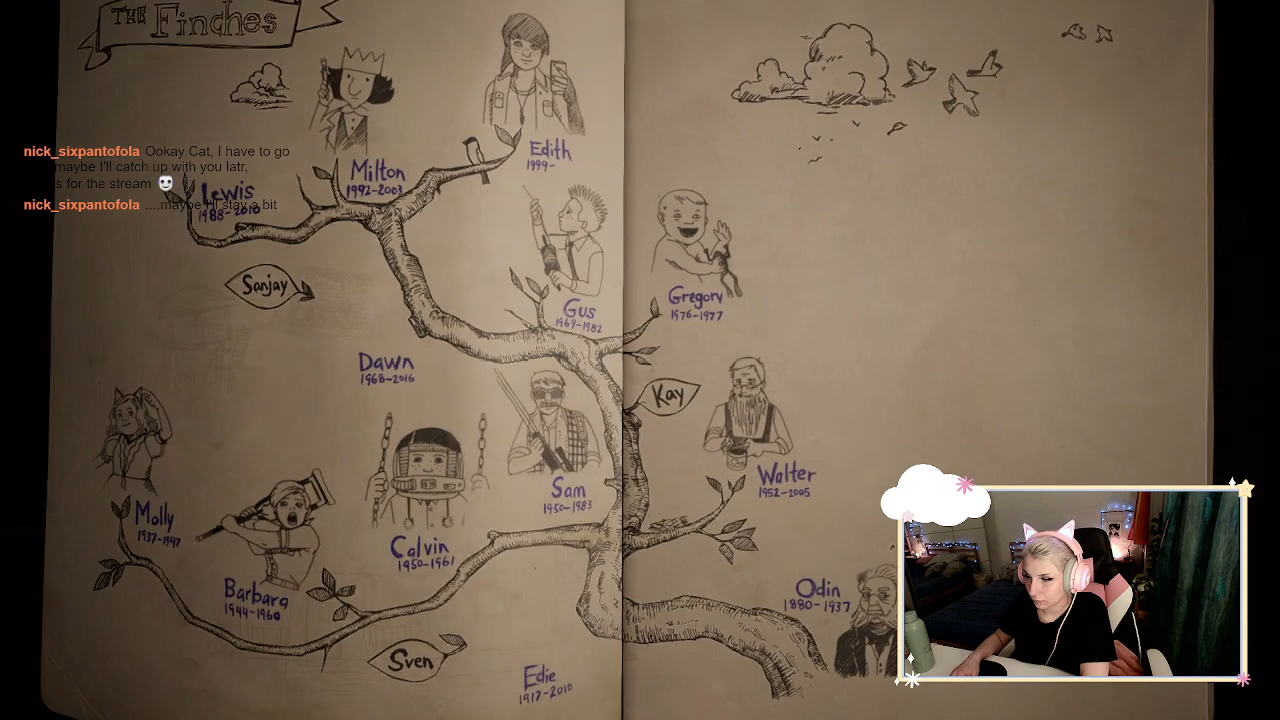 THE Finches
nick_sixpantofola Ookay Cat, I have to go
maybe I'll catch up with you latr,
s for the stream
nick_sixpantofola ....maybe I'll stay a bit
Lewis
1988-2010
Milton
1992-2003
Edith
1999-
Sanjay
Gus
1969-1982
Gregory
1976-1977
Dawn
1968-2016
Kay
Sam
1950-1983
Walter
1952-2005
Molly
1937-1947
Calvin
1950-1961
Barbara
1944-1960
Odin
1880-1937
Sven
Edie
1917-2010